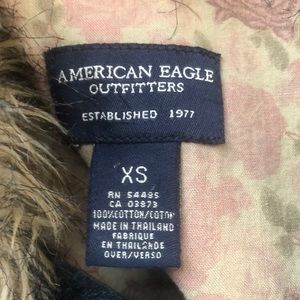 AMERICAN EAGLE
OUTFITTERS
ESTABLISHED 1977
XS
RN 54485
CA 03873
100%COTTON/COTON
MADE IN THAILAND
FABRIQUE
EN THAILANDE
OVER/VERSO